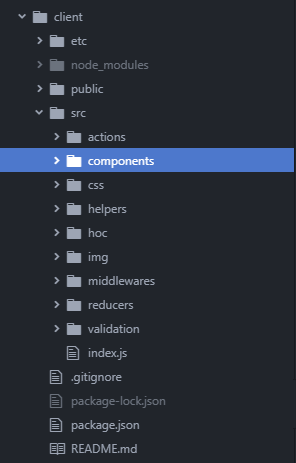 client
etc
node_modules
public
src
actions
components
css
helpers
hoc
img
middlewares
reducers
validation
index.js
.gitignore
package-lock.json
package.json
README.md